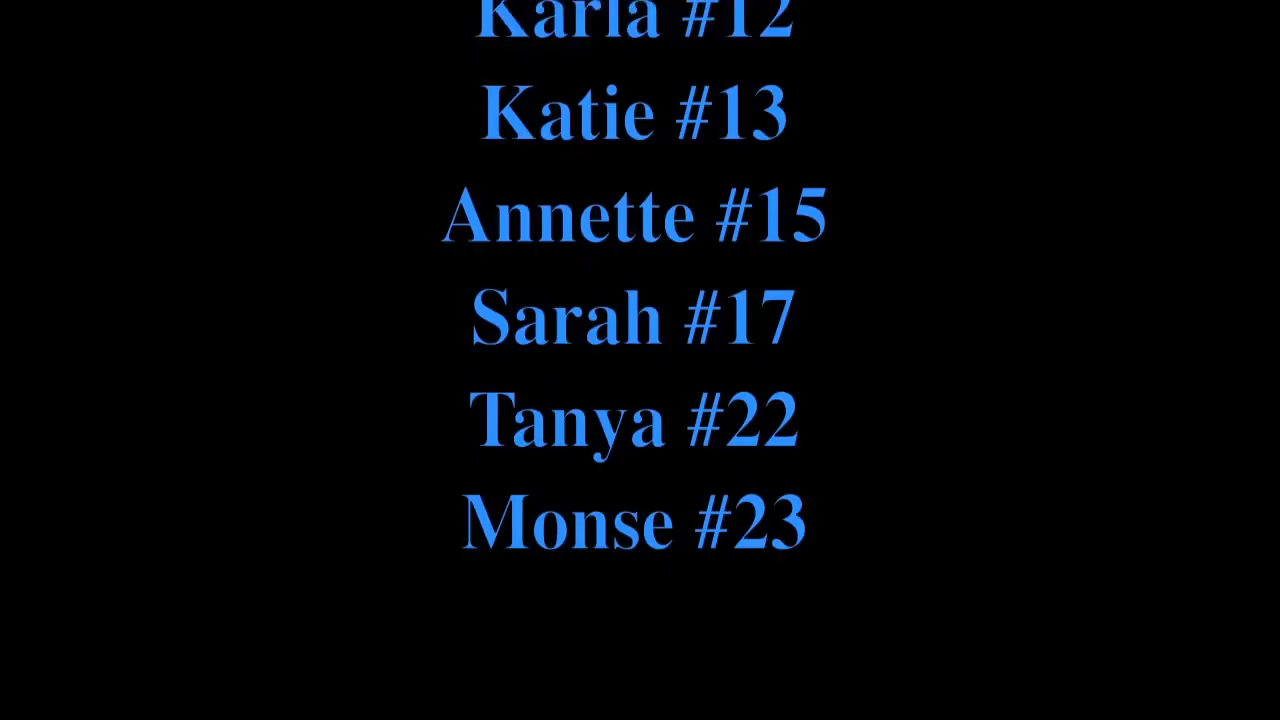 Karla #12
Katie #13
Annette #15
Sarah #17
Tanya #22
Monse #23